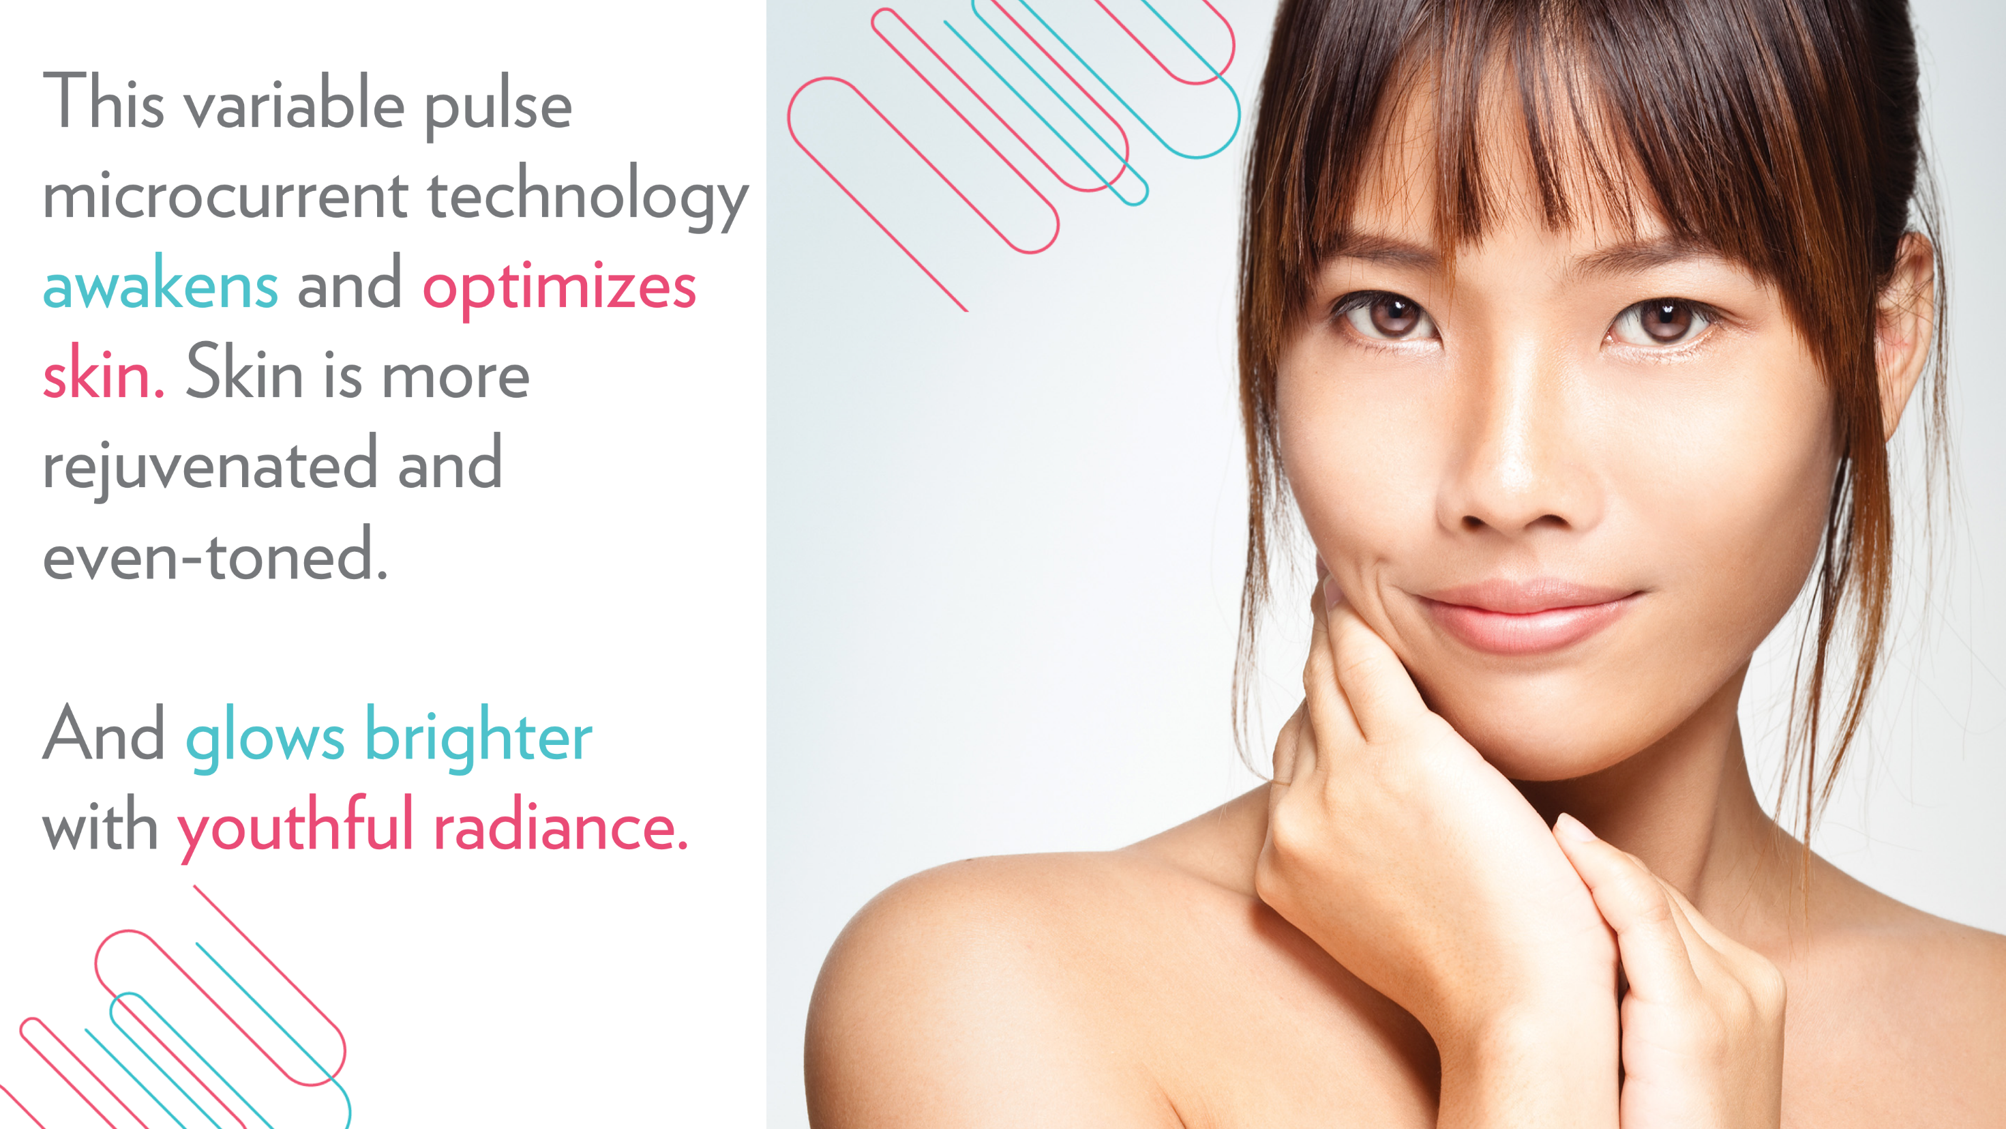 This variable pulse
microcurrent technology
awakens and optimizes
skin. Skin is more
rejuvenated and
even-toned.
And glows brighter
with youthful radiance.